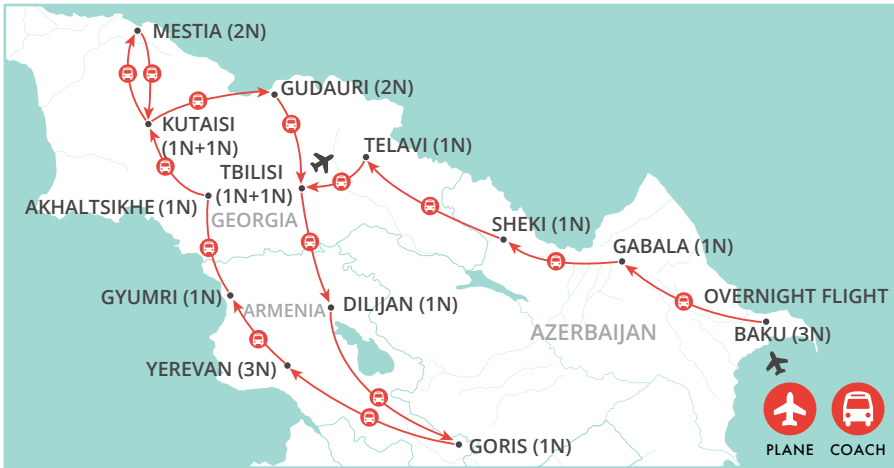 MESTIA (2N)
GUDAURI (2N)
KUTAISI
(1N+1N)
TELAVI (1N)
TBILISI
(1N+1N)
AKHALTSIKHE (1N)
GEORGIA
SHEKI (1N)
GABALA (1N)
GYUMRI (1N)
ARMENIA
DILIJAN (1N)
OVERNIGHT FLIGHT
AZERBAIJAN
BAKU (3N)
YEREVAN (3N)
GORIS (1N)
PLANE
COACH